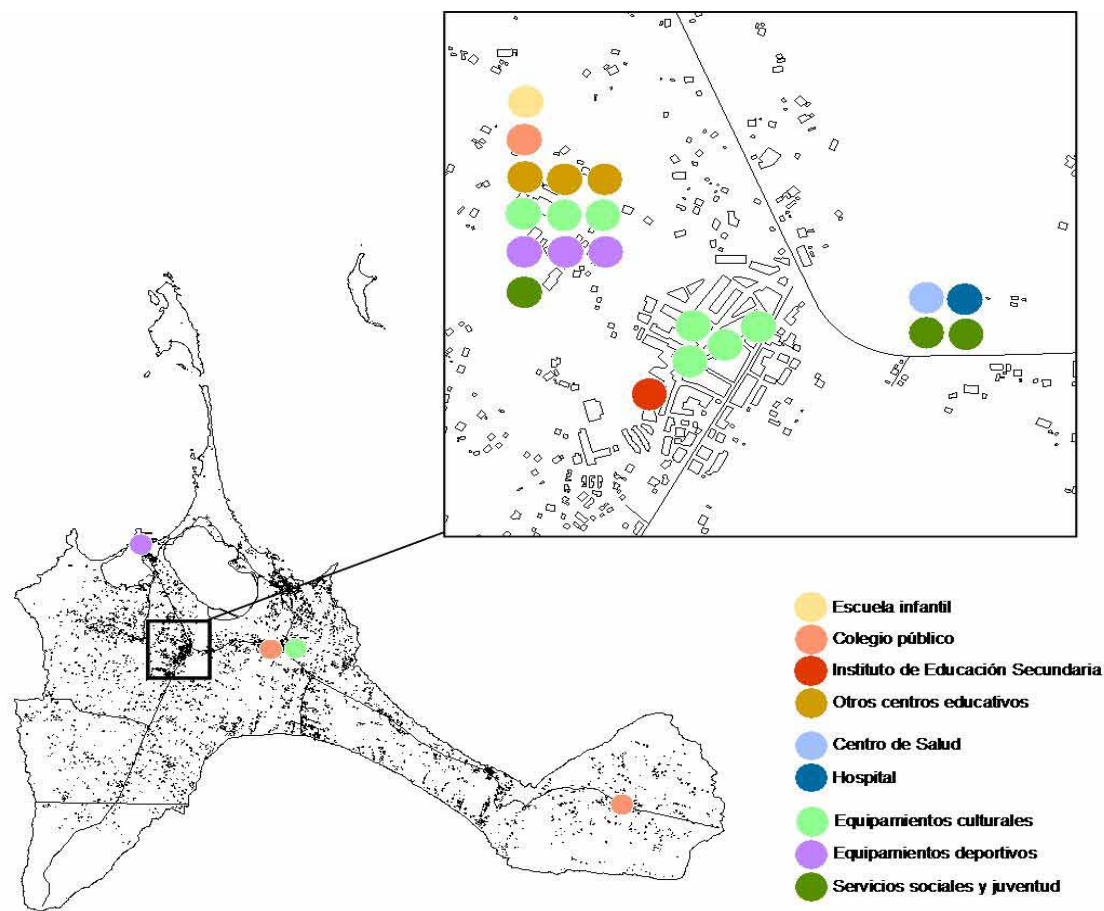 Escuela infantil
Colegio público
Instituto de Educación Secundaria
Otros centros educativos
Centro de Salud
Hospital
Equipamientos culturales
Equipamientos deportivos
Servicios sociales y juventud